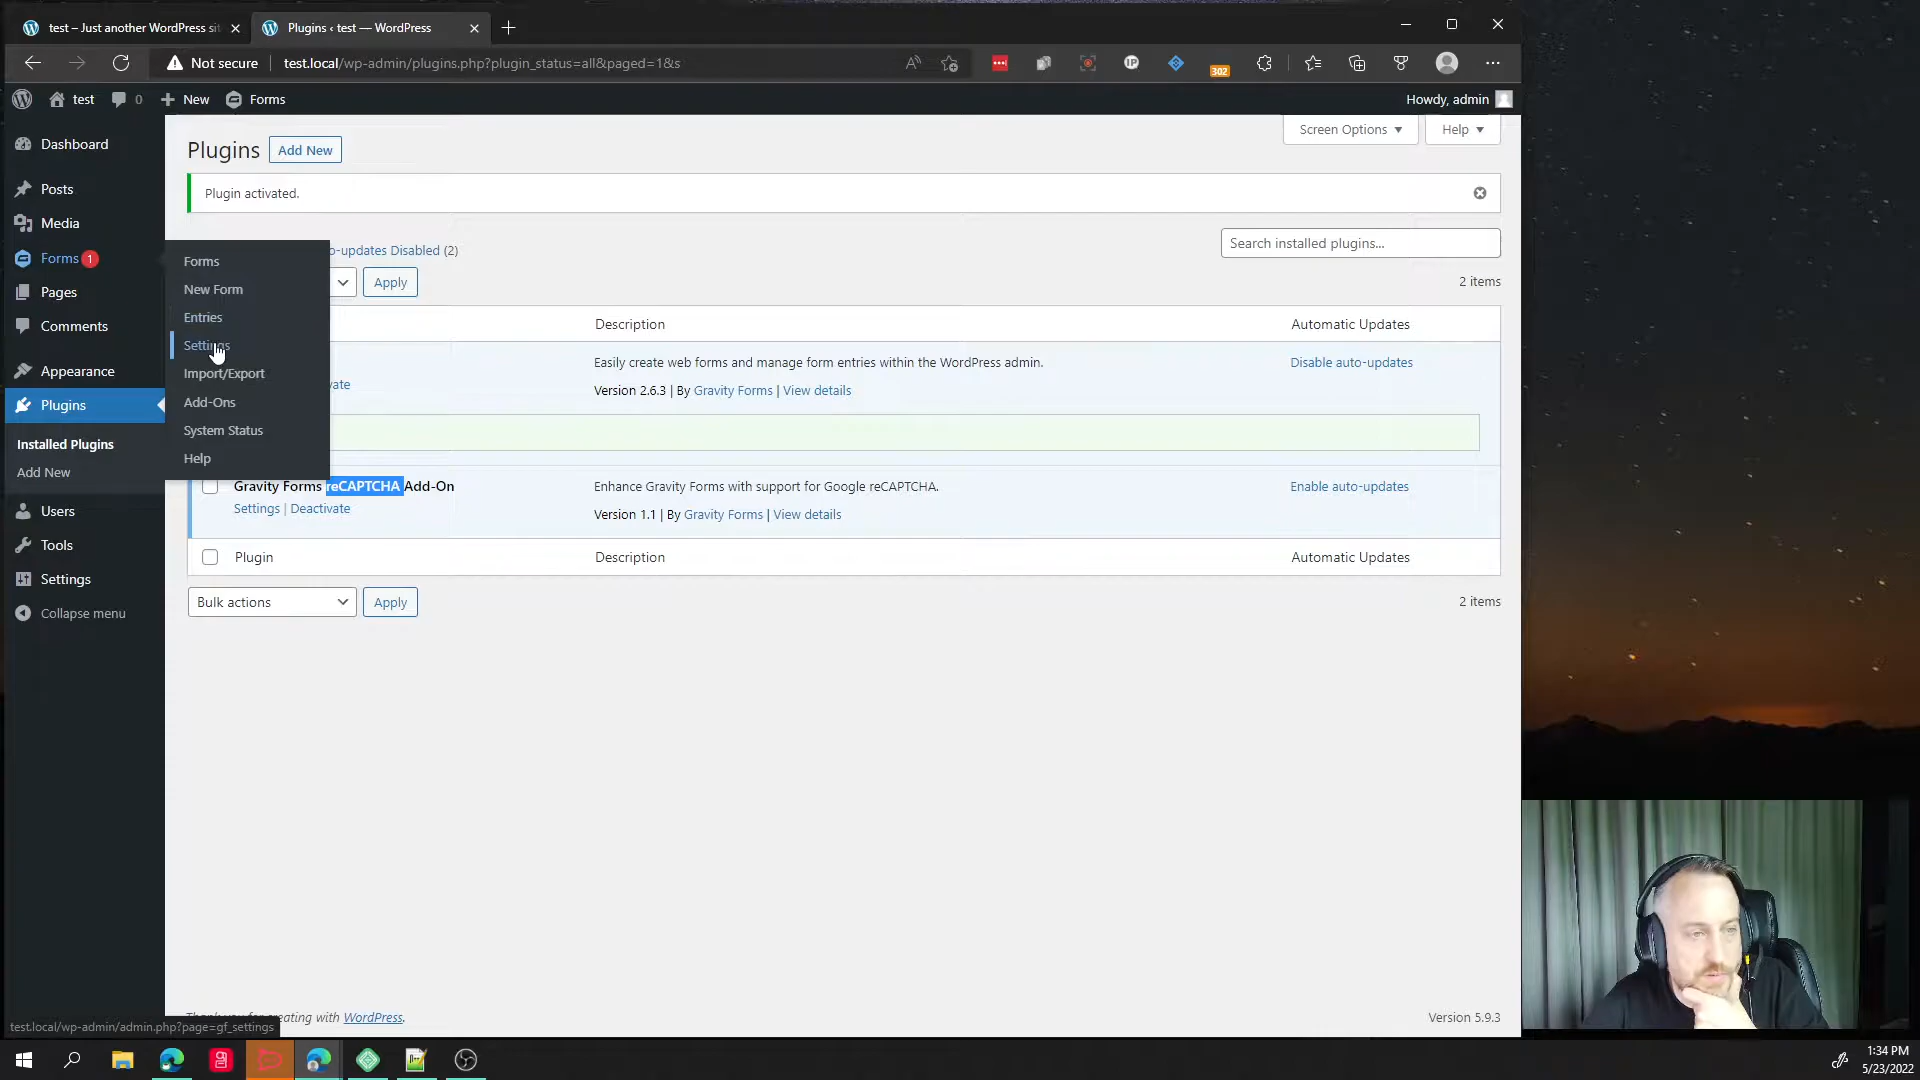 test – Just another WordPress sit
Plugins ‹ test — WordPress
Not secure
test.local/wp-admin/plugins.php?plugin_status=all&paged=1&s
302
test
0
New
Forms
Howdy, admin
Dashboard
Posts
Media
Forms 1
Pages
Comments
Appearance
Plugins
Installed Plugins
Add New
Users
Tools
Settings
Collapse menu
Forms
New Form
Entries
Settings
Import/Export
Add-Ons
System Status
Help
Screen Options
Help
Plugins
Add New
Plugin activated.
o-updates Disabled (2)
Search installed plugins...
Apply
2 items
Description
Automatic Updates
Easily create web forms and manage form entries within the WordPress admin.
Disable auto-updates
ate
Version 2.6.3 | By Gravity Forms | View details
Gravity Forms reCAPTCHA Add-On
Enhance Gravity Forms with support for Google reCAPTCHA.
Enable auto-updates
Settings | Deactivate
Version 1.1 | By Gravity Forms | View details
Plugin
Description
Automatic Updates
Bulk actions
Apply
2 items
creating with WordPress.
Version 5.9.3
test.local/wp-admin/admin.php?page=gf_settings
1:34 PM
5/23/2022